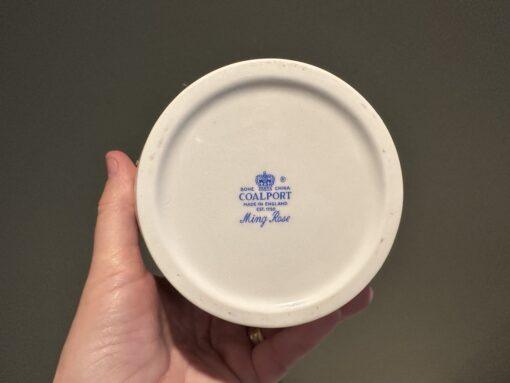 BONE CHINA ®
COALPORT
MADE IN ENGLAND
EST. 1750
Ming Rose